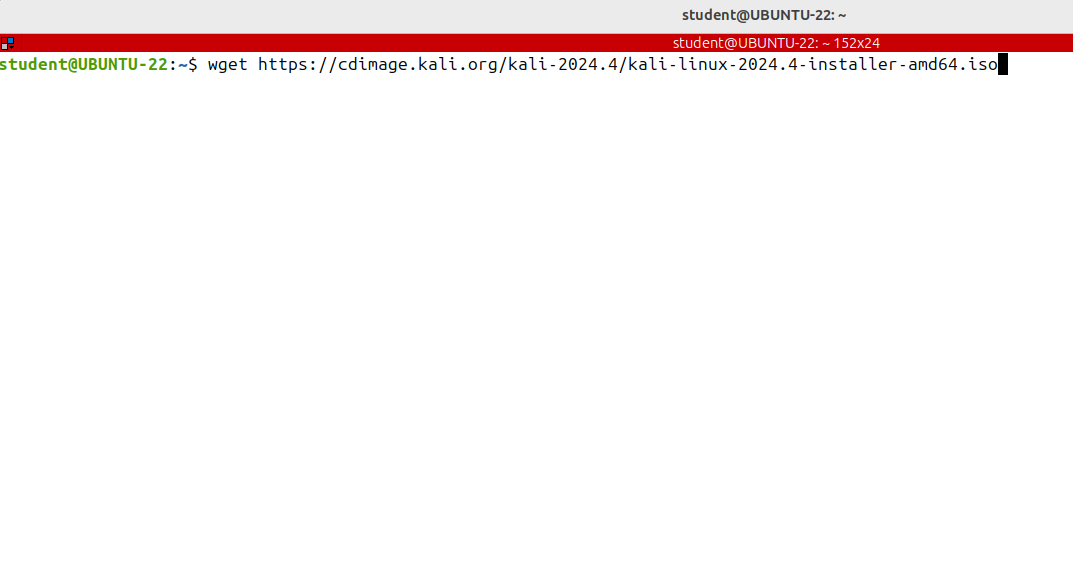 student@UBUNTU-22: ~
student@UBUNTU-22: ~ 152x24
student@UBUNTU-22:~$ wget https://cdimage.kali.org/kali-2024.4/kali-linux-2024.4-installer-amd64.iso